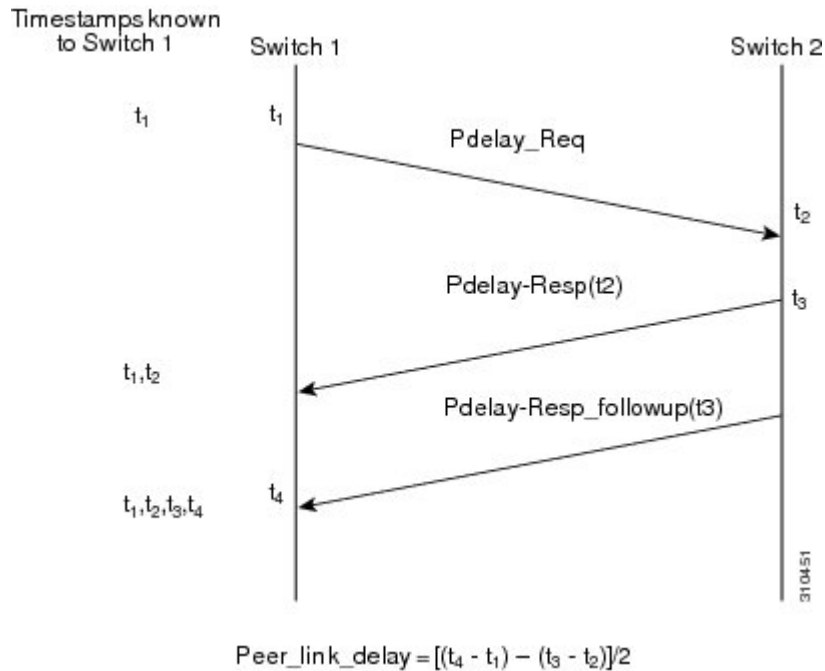 Timestamps known
to Switch 1
Switch 1
Switch 2
t₁
t₁
Pdelay_Req
t₂
Pdelay-Resp(t2)
t₃
t₁,t₂
Pdelay-Resp_followup(t3)
t₄
t₁,t₂,t₃,t₄
310451
Peer_link_delay = [(t₄ - t₁) – (t₃ - t₂)]/2